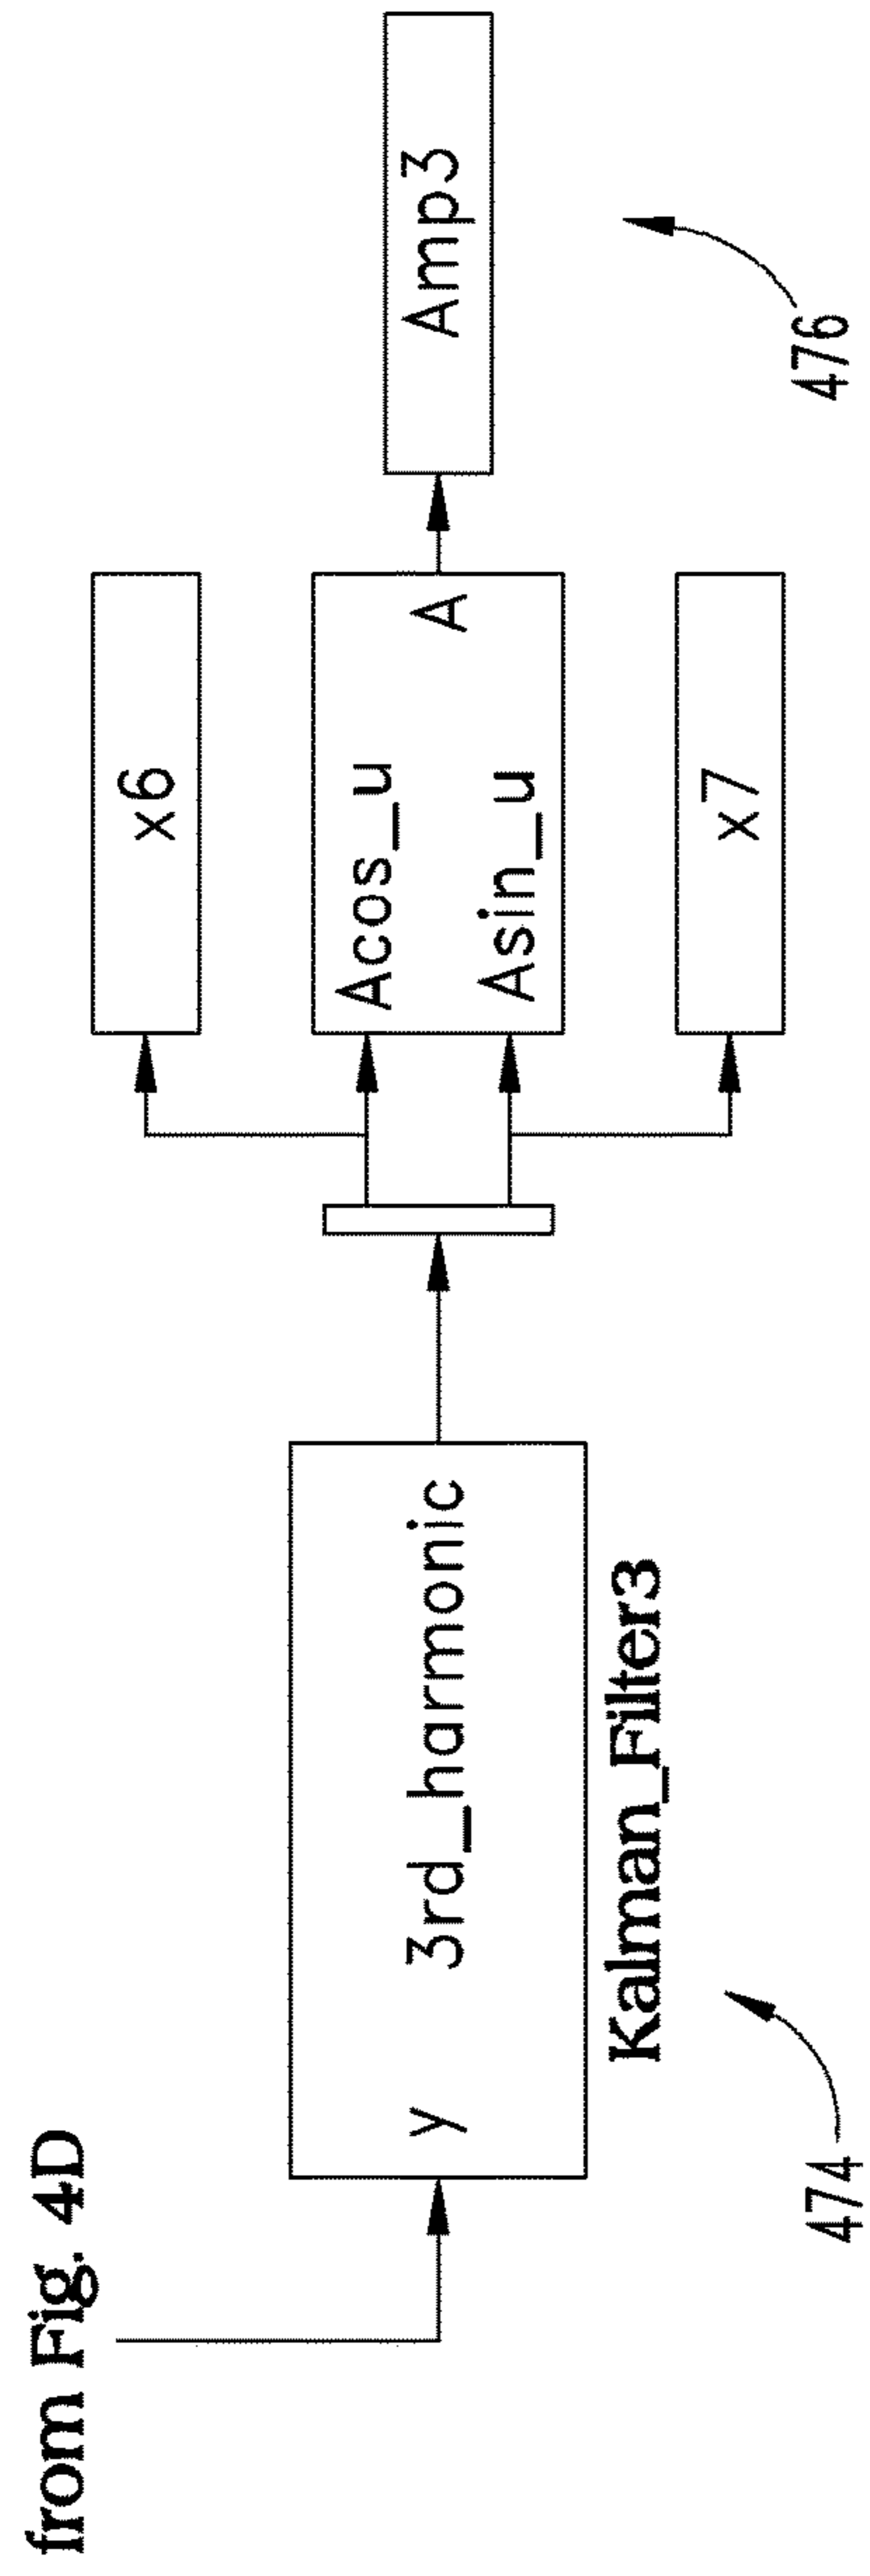 from Fig. 4D
y 3rd_harmonic
Kalman_Filter3
474
x6
Acos_u
Asin_u
A
x7
Amp3
476